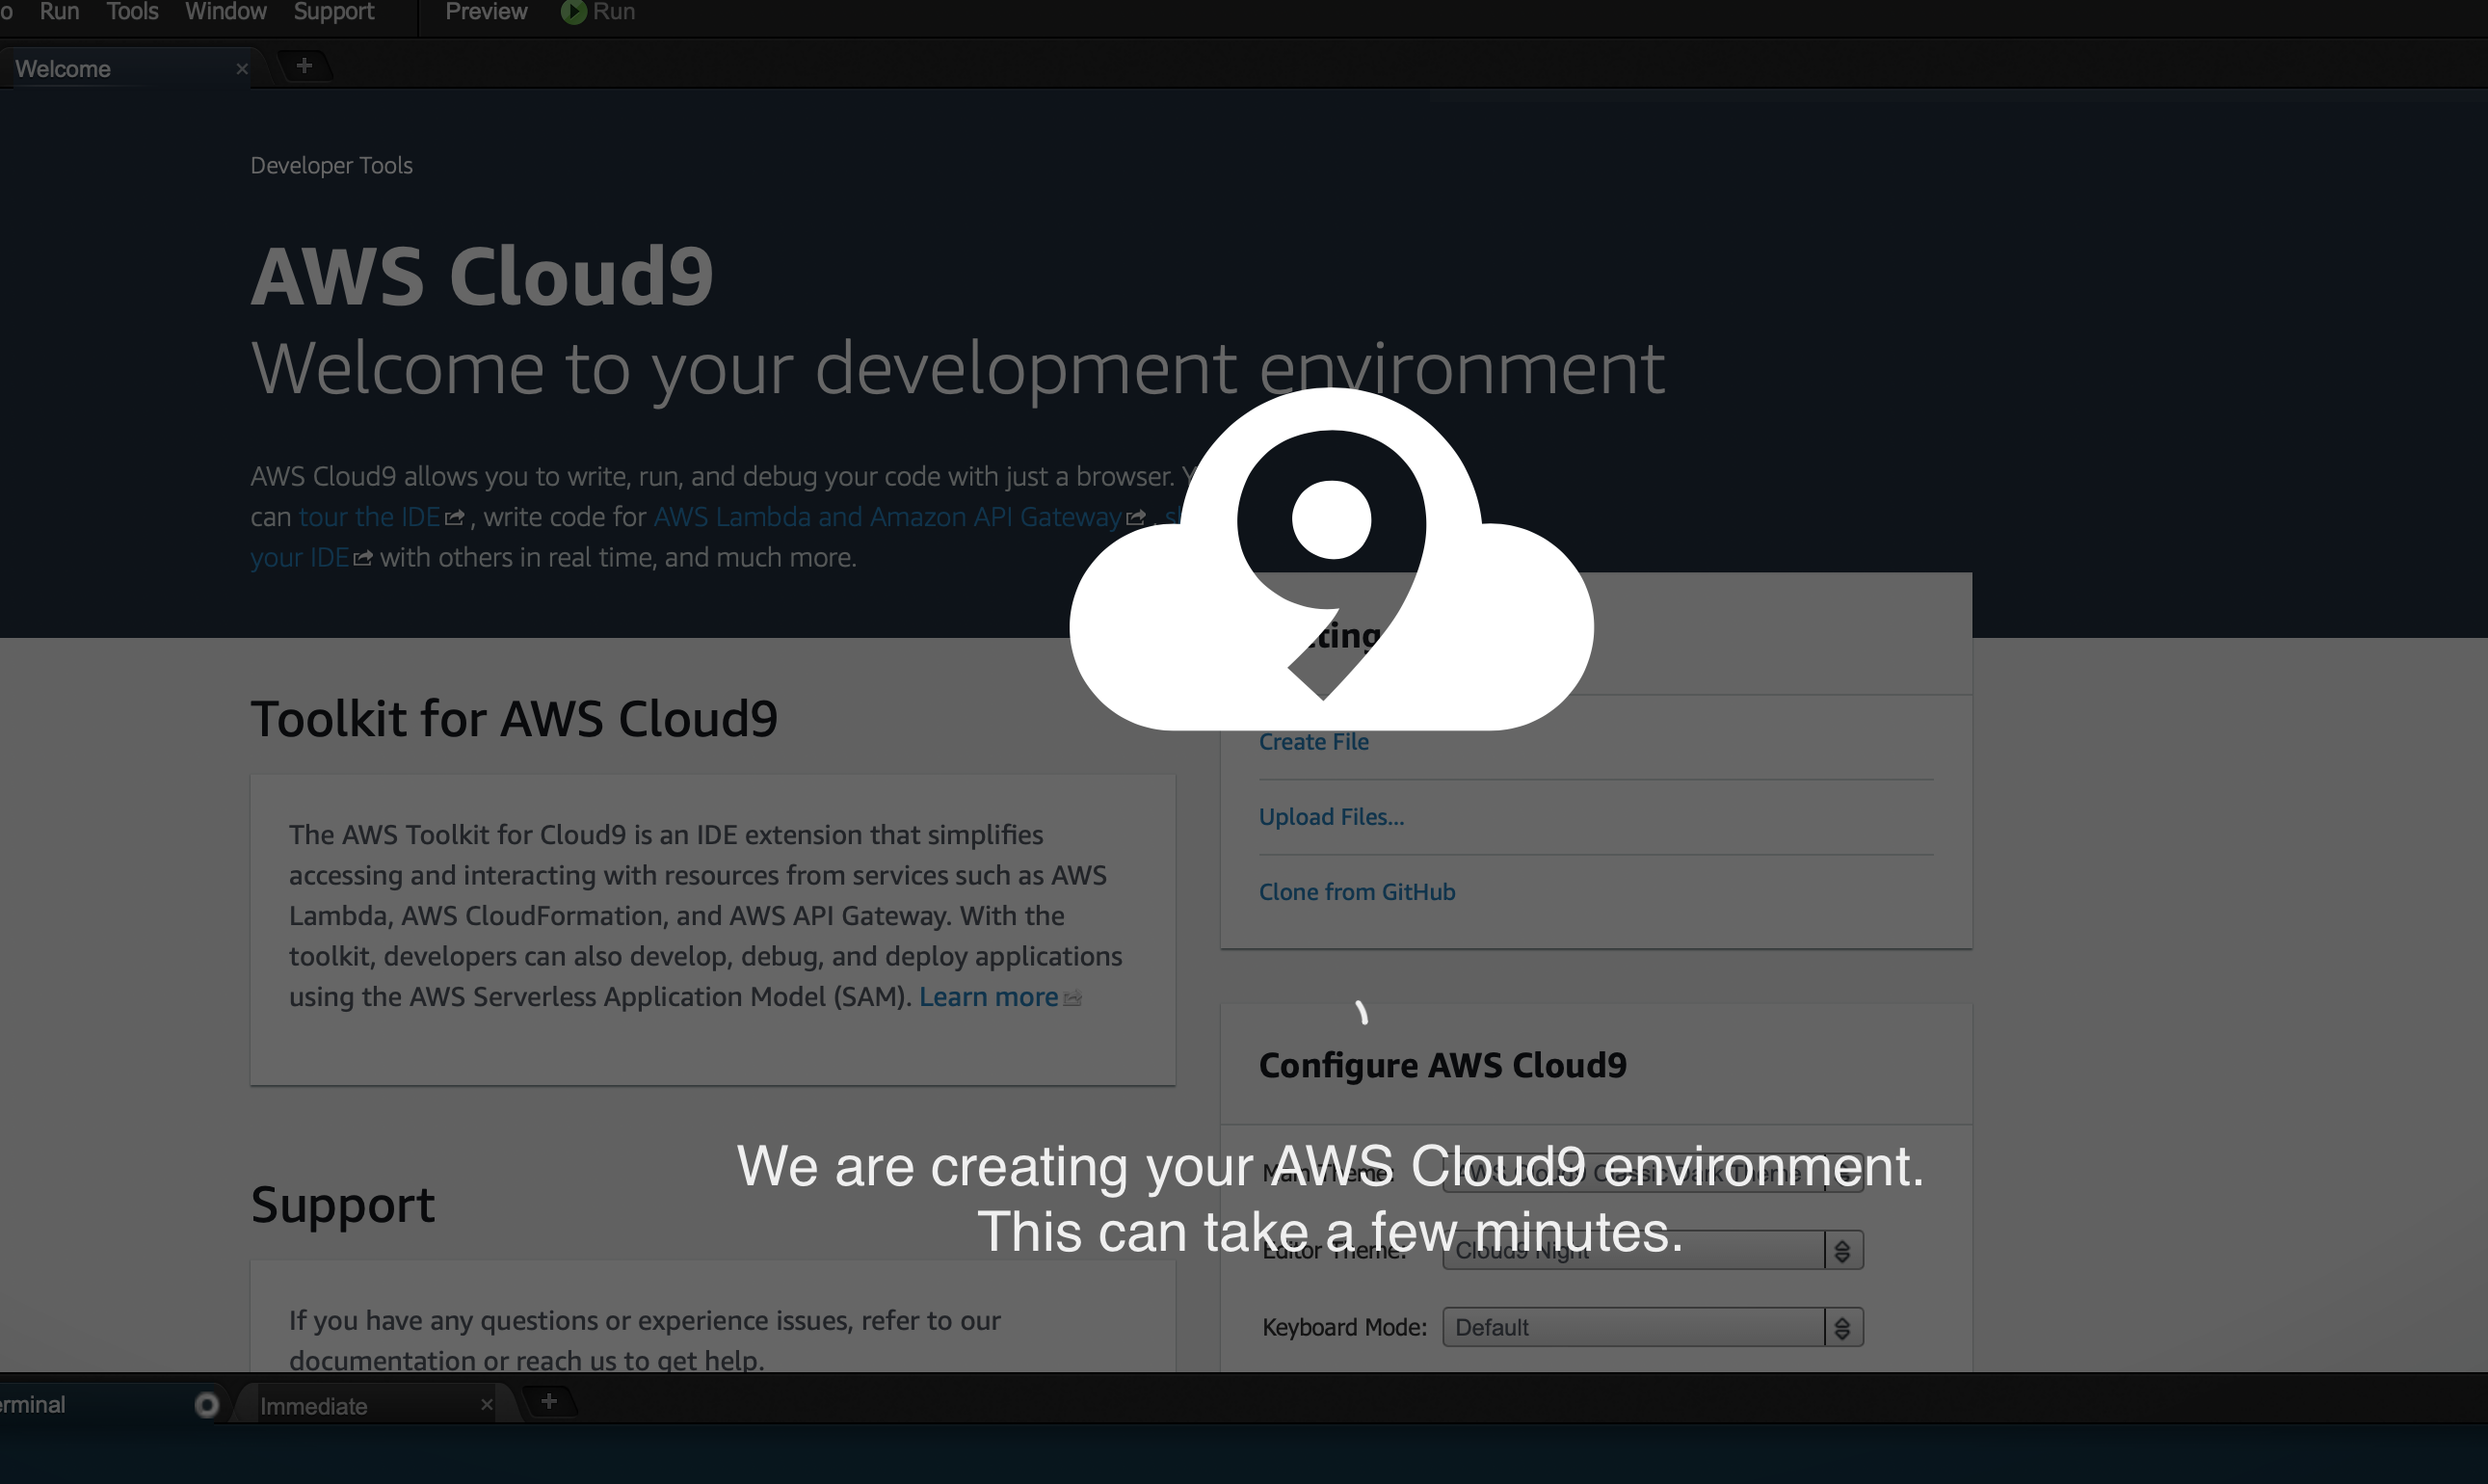 o Run Tools Window Support Preview Run
Welcome
Developer Tools
AWS Cloud9
Welcome to your development environment
AWS Cloud9 allows you to write, run, and debug your code with just a browser.
can tour the IDE , write code for AWS Lambda and Amazon API Gateway ,
your IDE with others in real time, and much more.
9
ting
Toolkit for AWS Cloud9
Create File
Upload Files...
Clone from GitHub
The AWS Toolkit for Cloud9 is an IDE extension that simplifies
accessing and interacting with resources from services such as AWS
Lambda, AWS CloudFormation, and AWS API Gateway. With the
toolkit, developers can also develop, debug, and deploy applications
using the AWS Serverless Application Model (SAM). Learn more
Configure AWS Cloud9
We are creating your AWS Cloud9 environment.
This can take a few minutes.
Main Theme: AWS Cloud9 Classic Dark Theme
Editor Theme: Cloud9 Night
Keyboard Mode: Default
Support
If you have any questions or experience issues, refer to our
documentation or reach us to get help.
erminal Immediate